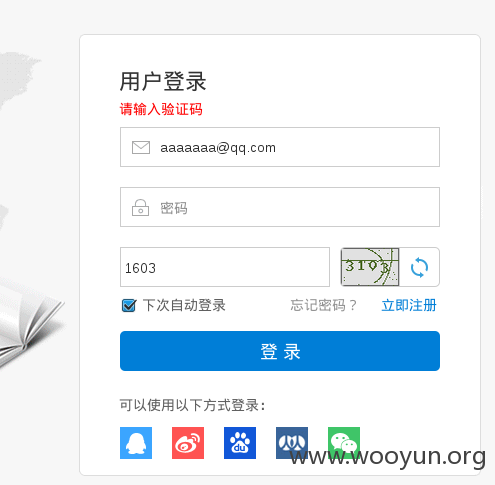 用户登录
请输入验证码
aaaaaaa@qq.com
密码
1603
3103
下次自动登录 忘记密码？ 立即注册
登 录
可以使用以下方式登录：
du
www.wooyun.org